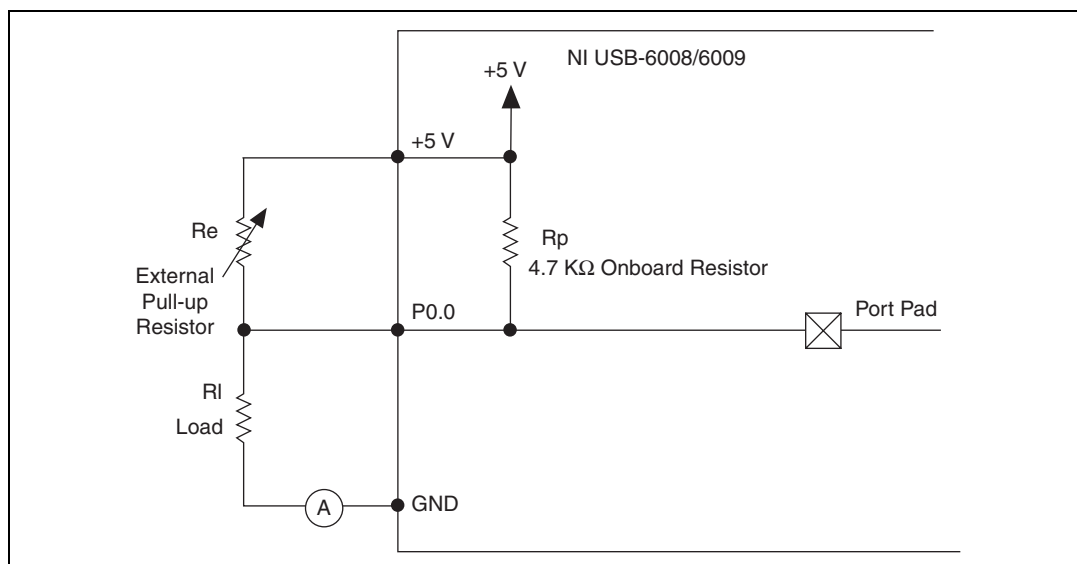 NI USB-6008/6009
+5 V
+5 V
Re
External
Pull-up
Resistor
Rp
4.7 KΩ Onboard Resistor
P0.0
Port Pad
Rl
Load
A
GND